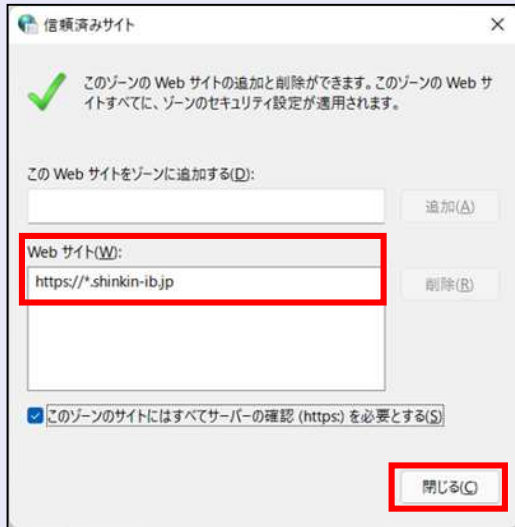 信頼済みサイト
このゾーンの Web サイトの追加と削除ができます。このゾーンの Web サ
イトすべてに、ゾーンのセキュリティ設定が適用されます。
この Web サイトをゾーンに追加する(D):
追加(A)
Web サイト(W):
https://*.shinkin-ib.jp
削除(R)
このゾーンのサイトにはすべてサーバーの確認 (https:) を必要とする(S)
閉じる(C)